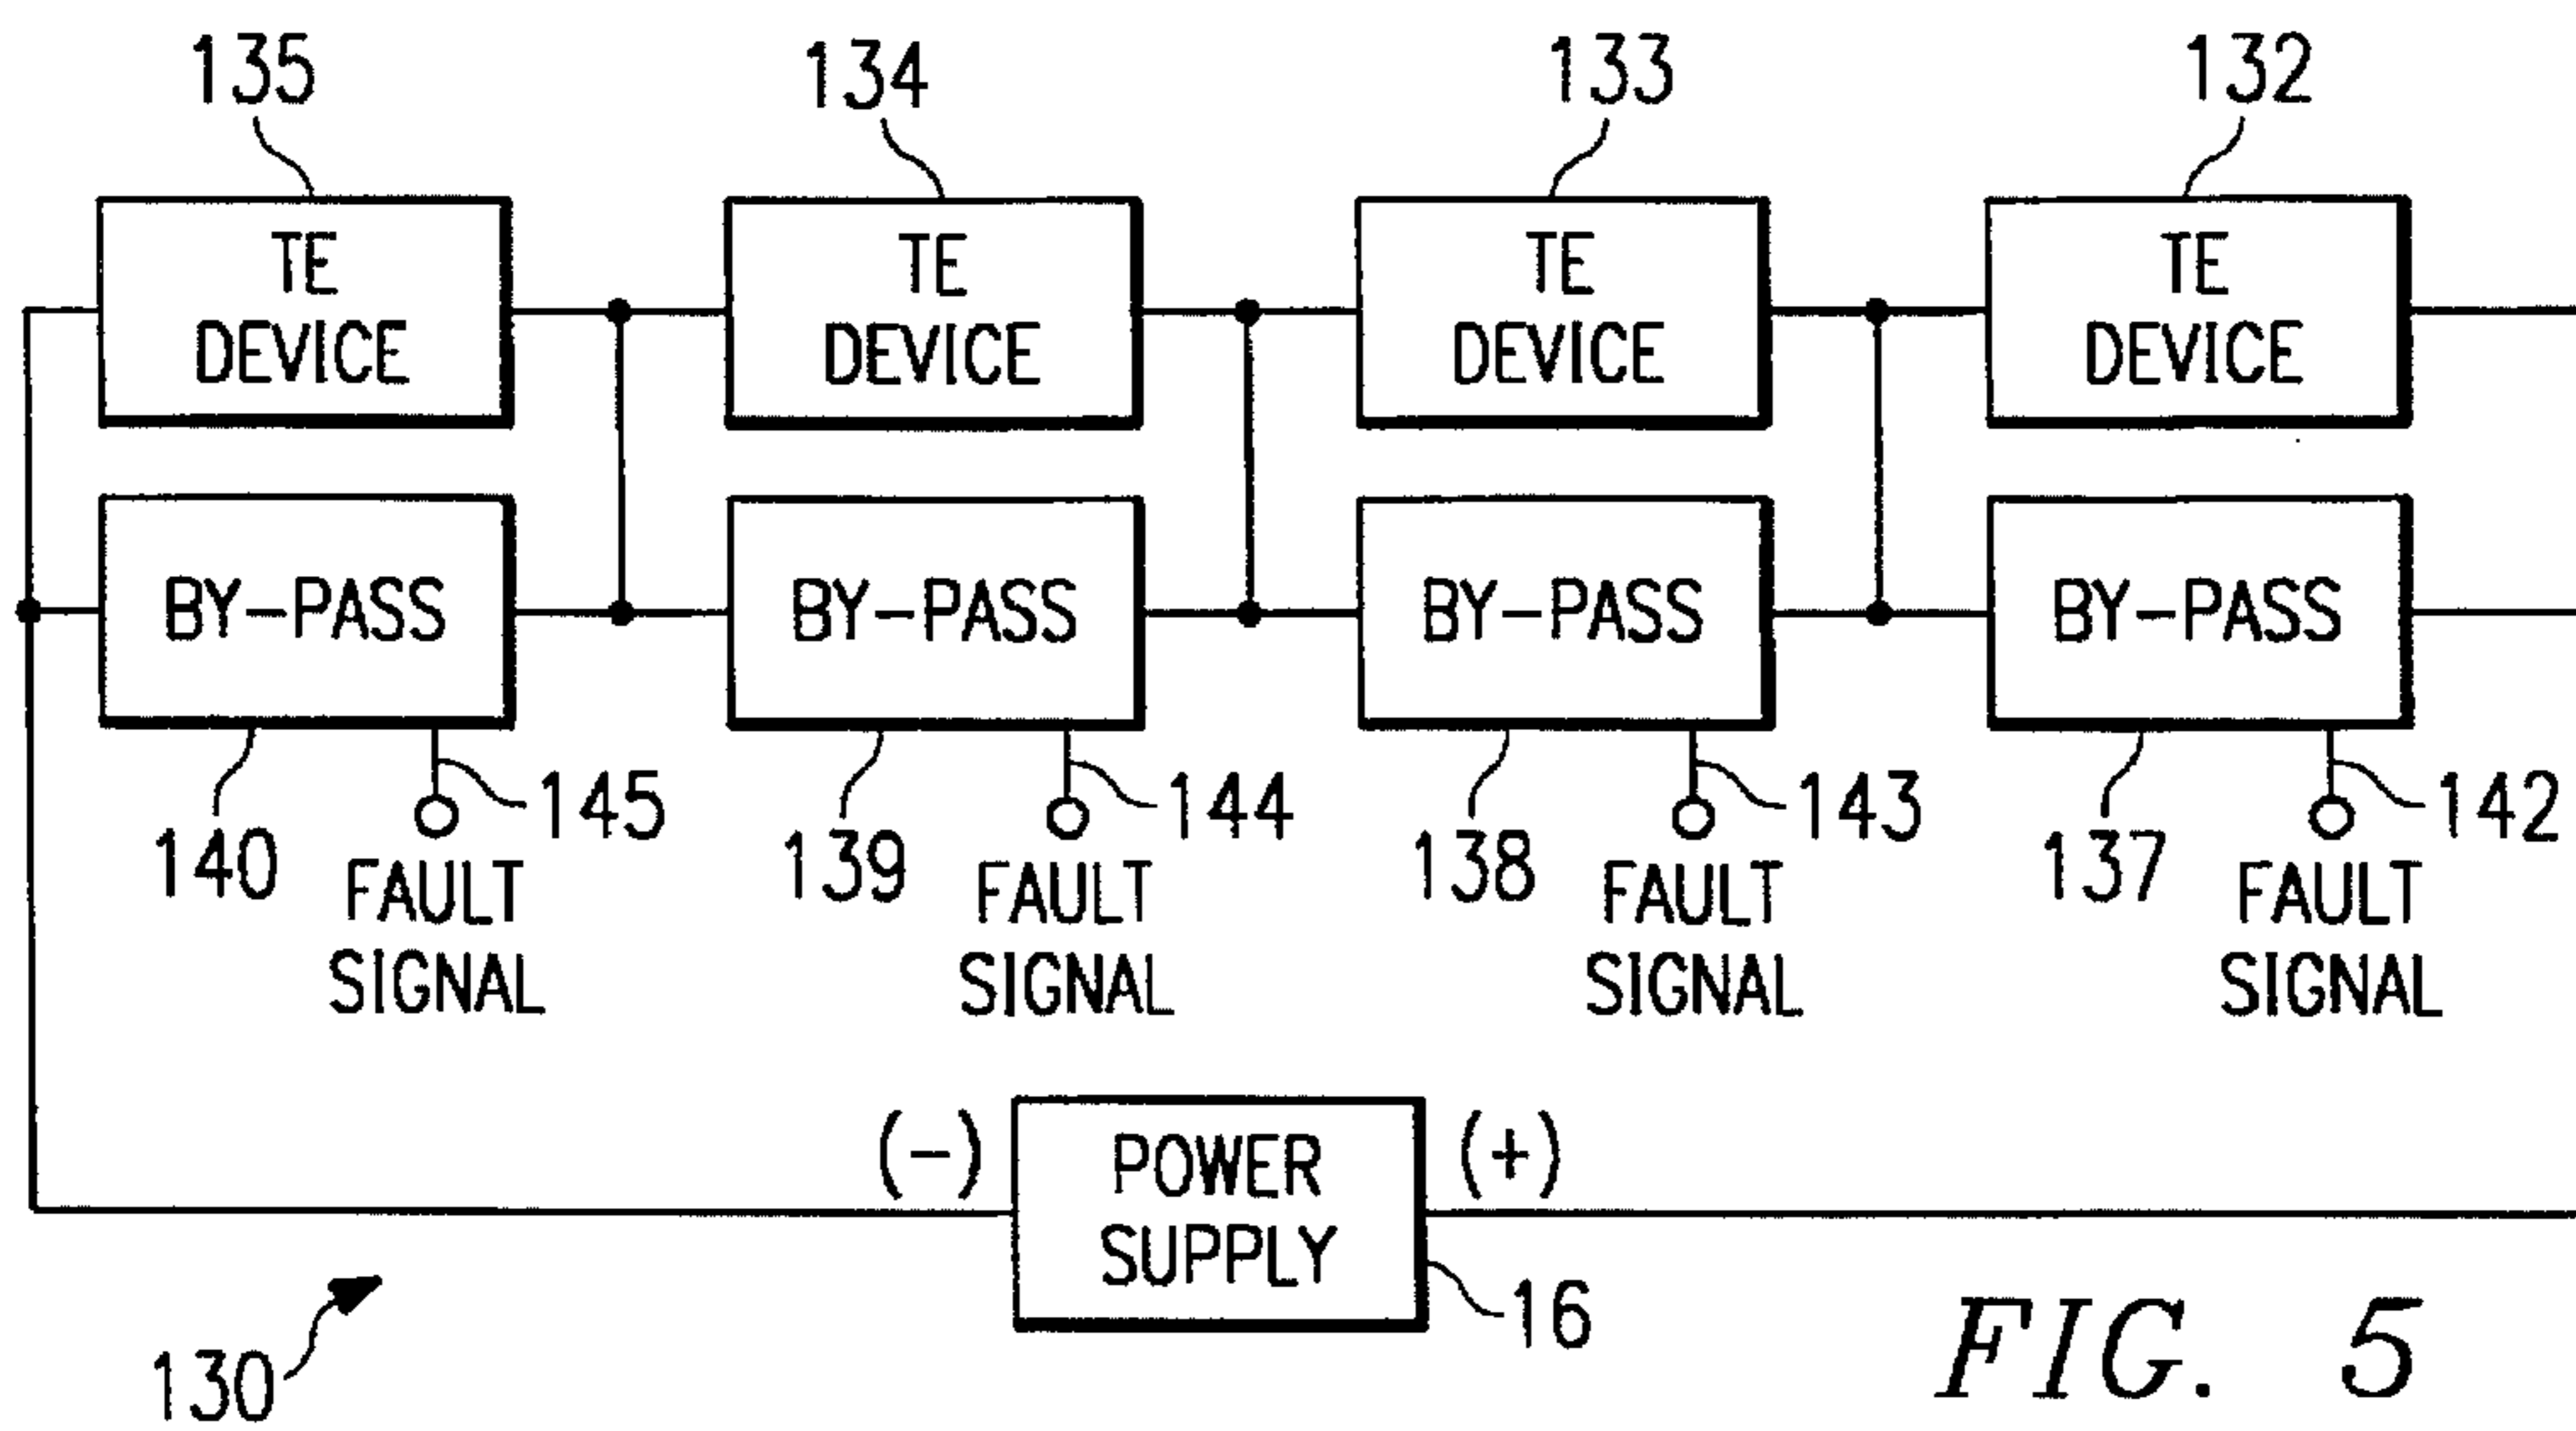 135 134 133 132
TE DEVICE TE DEVICE TE DEVICE TE DEVICE
BY-PASS BY-PASS BY-PASS BY-PASS
140 145 139 144 138 143 137 142
FAULT SIGNAL FAULT SIGNAL FAULT SIGNAL FAULT SIGNAL
(-) POWER SUPPLY (+)
16
130
FIG. 5